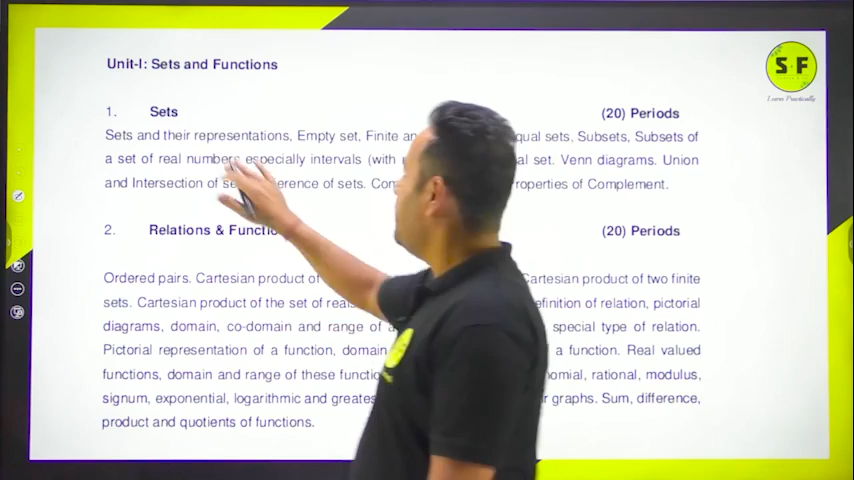 Unit-I: Sets and Functions
S F
Learn Practically
1. Sets (20) Periods
Sets and their representations, Empty set, Finite an qual sets, Subsets, Subsets of
a set of real numbers especially intervals (with al set. Venn diagrams. Union
and Intersection of se erence of sets. Con roperties of Complement.
2. Relations & Functio (20) Periods
Ordered pairs. Cartesian product of Cartesian product of two finite
sets. Cartesian product of the set of reals efinition of relation, pictorial
diagrams, domain, co-domain and range of a special type of relation.
Pictorial representation of a function, domain a function. Real valued
functions, domain and range of these functio nomial, rational, modulus,
signum, exponential, logarithmic and greates r graphs. Sum, difference,
product and quotients of functions.